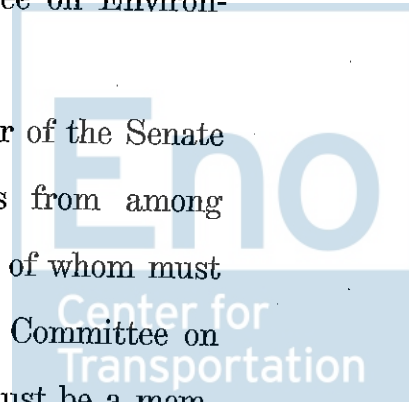 ee on Environ-
r of the Senate
s from among
of whom must
Committee on
ust be a mem-
Eno
Center for
Transportation